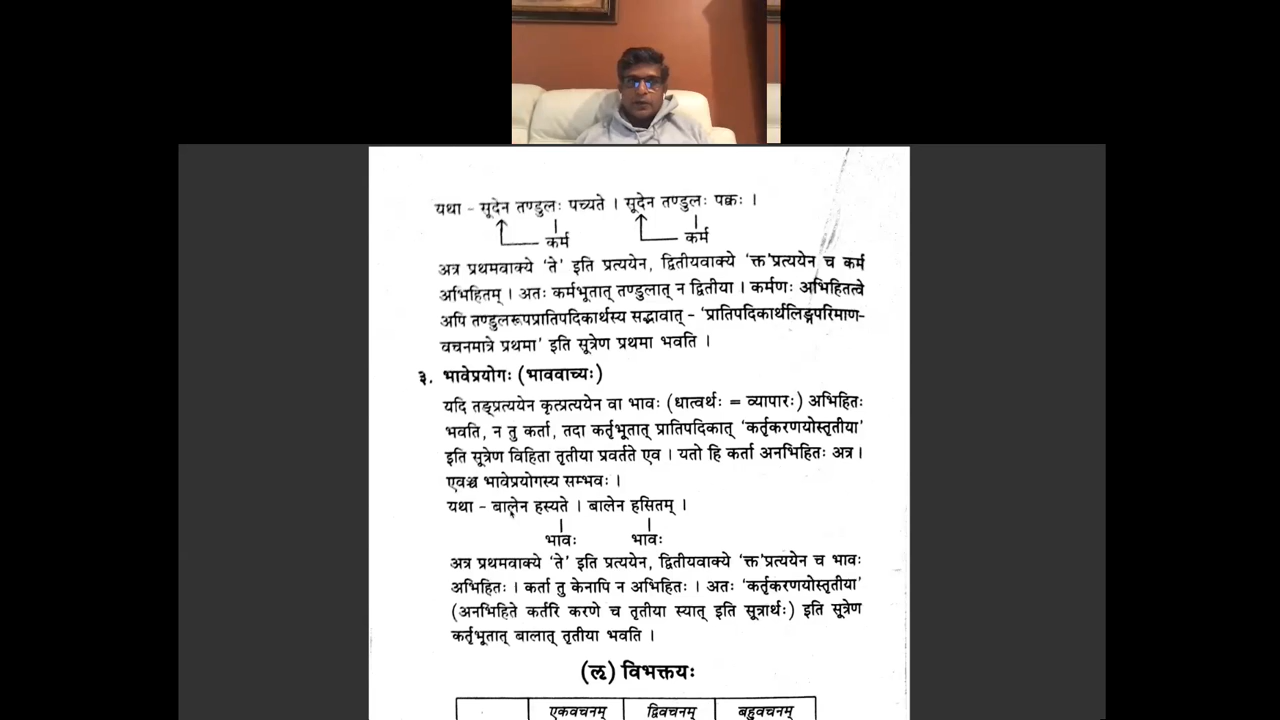 यथा - सूदेन तण्डुलः पच्यते । सूदेन तण्डुलः पक्वः ।
कर्म कर्म
अत्र प्रथमवाक्ये 'ते' इति प्रत्ययेन, द्वितीयवाक्ये 'क्त'प्रत्ययेन च कर्म
अभिहितम् । अतः कर्मभूतात् तण्डुलात् न द्वितीया । कर्मणः अभिहितत्वे
अपि तण्डुलरूपप्रातिपदिकार्थस्य सद्भावात् - 'प्रातिपदिकार्थलिङ्गपरिमाण-
वचनमात्रे प्रथमा' इति सूत्रेण प्रथमा भवति ।
३. भावेप्रयोगः (भाववाच्यः)
यदि तङ्प्रत्ययेन कृत्प्रत्ययेन वा भावः (धात्वर्थः = व्यापारः) अभिहितः
भवति, न तु कर्ता, तदा कर्तृभूतात् प्रातिपदिकात् 'कर्तृकरणयोस्तृतीया'
इति सूत्रेण विहिता तृतीया प्रवर्तते एव । यतो हि कर्ता अनभिहितः अत्र ।
एवञ्च भावेप्रयोगस्य सम्भवः ।
यथा - बालेन हस्यते । बालेन हसितम् ।
भावः भावः
अत्र प्रथमवाक्ये 'ते' इति प्रत्ययेन, द्वितीयवाक्ये 'क्त'प्रत्ययेन च भावः
अभिहितः । कर्ता तु केनापि न अभिहितः । अतः 'कर्तृकरणयोस्तृतीया'
(अनभिहिते कर्तरि करणे च तृतीया स्यात् इति सूत्रार्थः) इति सूत्रेण
कर्तृभूतात् बालात् तृतीया भवति ।
(ऌ) विभक्तयः
एकवचनम् द्विवचनम् बहुवचनम्